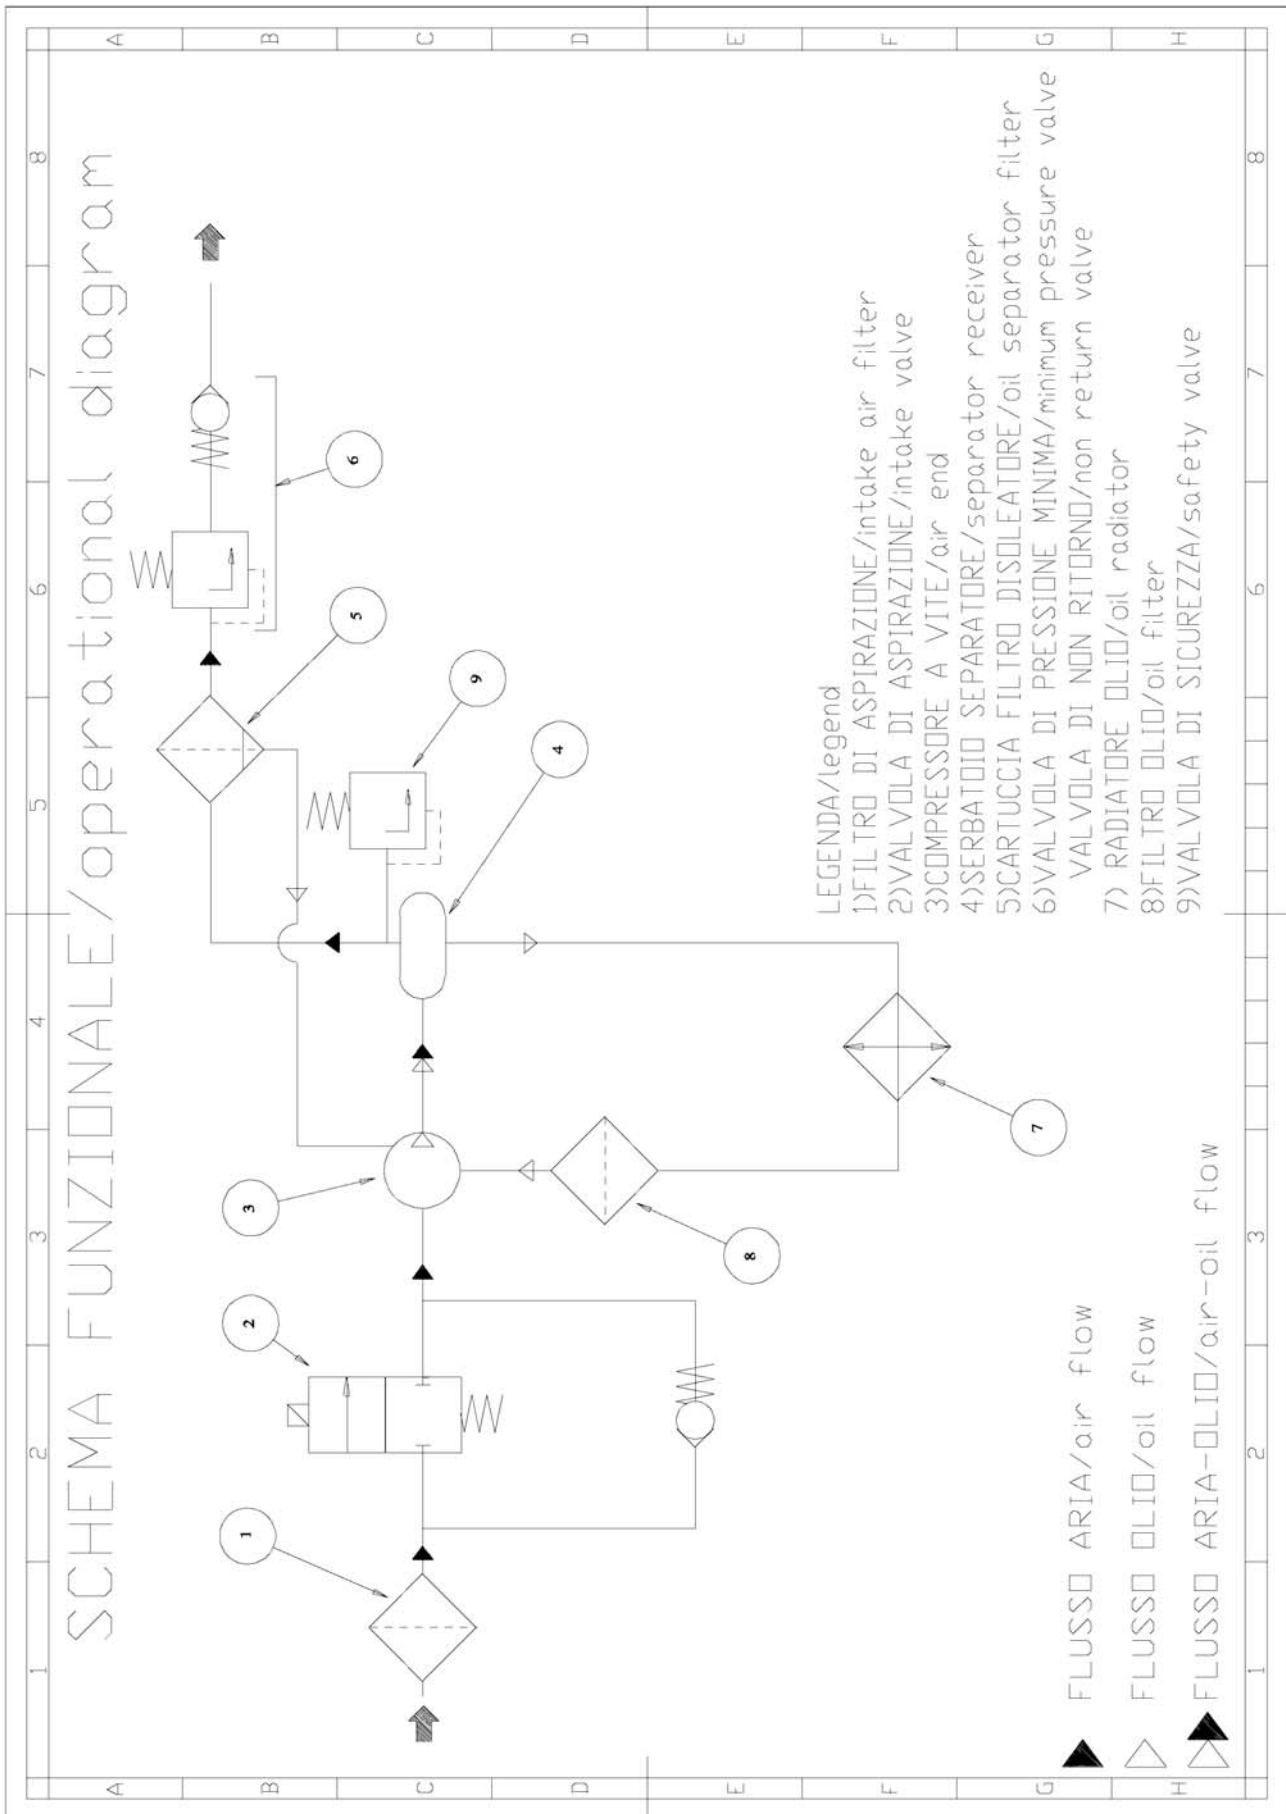 1 2 3 4 5 6 7 8
A
B
C
D
E
F
G
H
SCHEMA FUNZIONALE/operational diagram
1
2
3
4
5
6
7
8
9
LEGENDA/legend
1)FILTRO DI ASPIRAZIONE/intake air filter
2)VALVOLA DI ASPIRAZIONE/intake valve
3)COMPRESSORE A VITE/air end
4)SERBATOIO SEPARATORE/separator receiver
5)CARTUCCIA FILTRO DISOLEATORE/oil separator filter
6)VALVOLA DI PRESSIONE MINIMA/minimum pressure valve
VALVOLA DI NON RITORNO/non return valve
7) RADIATORE OLIO/oil radiator
8)FILTRO OLIO/oil filter
9)VALVOLA DI SICUREZZA/safety valve
FLUSSO ARIA/air flow
FLUSSO OLIO/oil flow
FLUSSO ARIA-OLIO/air-oil flow
A
B
C
D
E
F
G
H
1 2 3 4 5 6 7 8